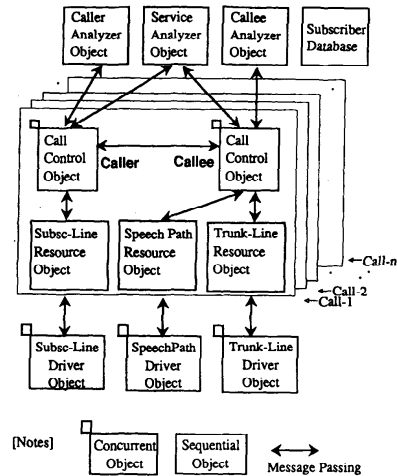 Caller
Analyzer
Object
Service
Analyzer
Object
Callee
Analyzer
Object
Subscriber
Database
Call
Control
Object
Caller
Callee
Call
Control
Object
Subsc-Line
Resource
Object
Speech Path
Resource
Object
Trunk-Line
Resource
Object
Call-n
Call-2
Call-1
Subsc-Line
Driver
Object
SpeechPath
Driver
Object
Trunk-Line
Driver
Object
[Notes]
Concurrent
Object
Sequential
Object
Message Passing